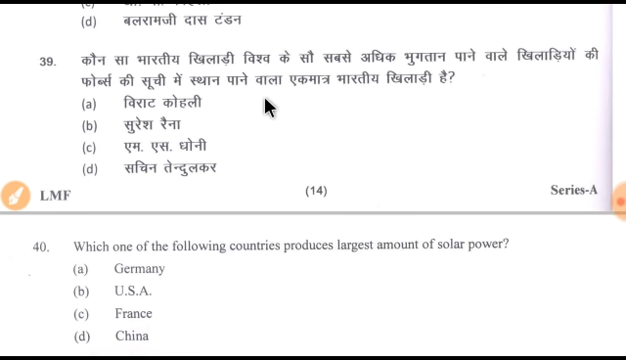 (d) बलरामजी दास टंडन
39. कौन सा भारतीय खिलाड़ी विश्व के सौ सबसे अधिक भुगतान पाने वाले खिलाड़ियों की
फोर्ब्स की सूची में स्थान पाने वाला एकमात्र भारतीय खिलाड़ी है?
(a) विराट कोहली
(b) सुरेश रैना
(c) एम. एस. धोनी
(d) सचिन तेन्दुलकर
LMF (14) Series-A
40. Which one of the following countries produces largest amount of solar power?
(a) Germany
(b) U.S.A.
(c) France
(d) China